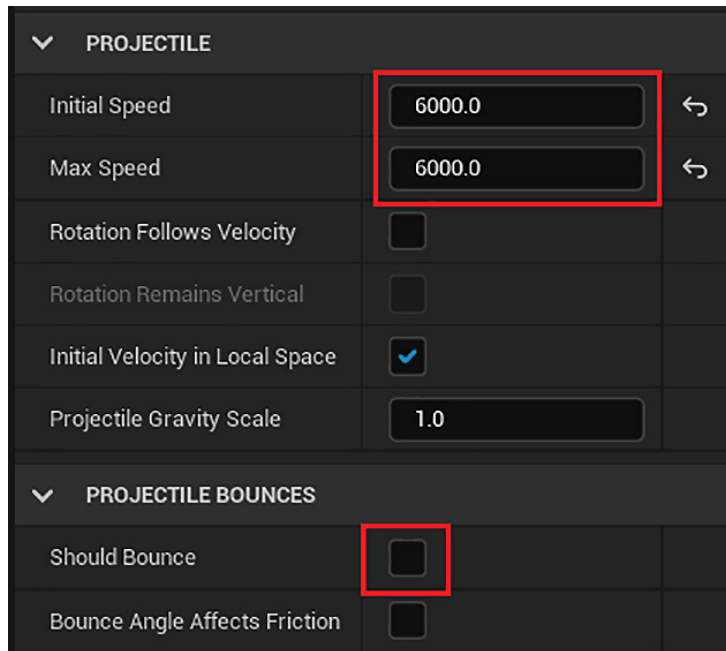 PROJECTILE
Initial Speed 6000.0
Max Speed 6000.0
Rotation Follows Velocity
Rotation Remains Vertical
Initial Velocity in Local Space
Projectile Gravity Scale 1.0
PROJECTILE BOUNCES
Should Bounce
Bounce Angle Affects Friction